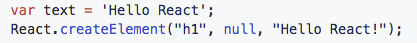 var text = 'Hello React';
React.createElement("h1", null, "Hello React!");